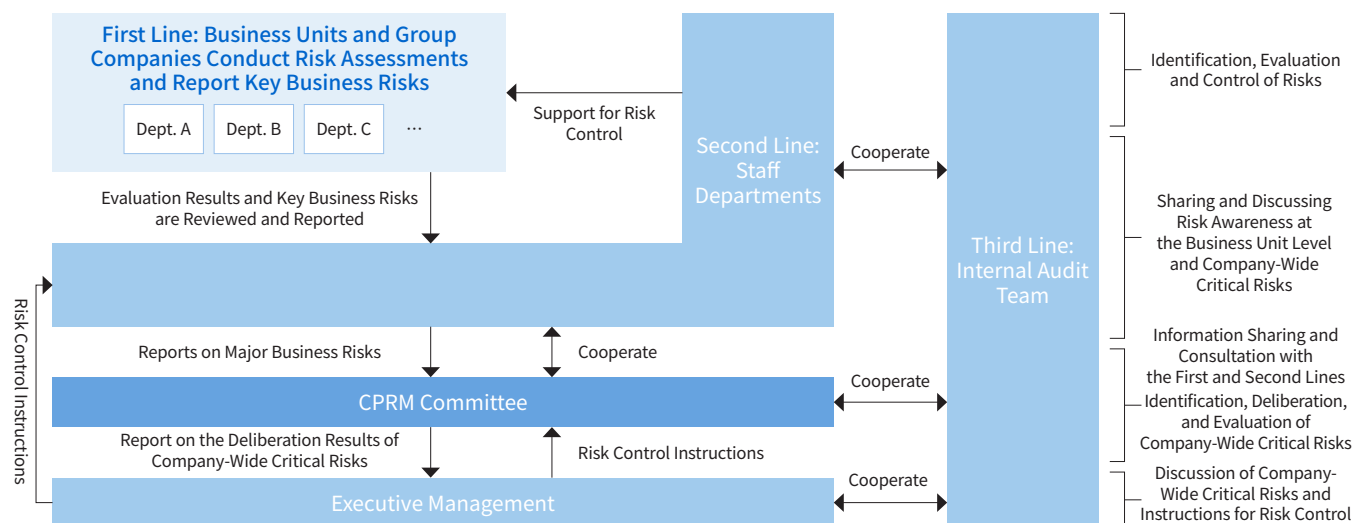 First Line: Business Units and Group
Companies Conduct Risk Assessments
and Report Key Business Risks
Dept. A
Dept. B
Dept. C
...
Support for Risk
Control
Second Line:
Staff
Departments
Cooperate
Evaluation Results and Key Business Risks
are Reviewed and Reported
Third Line:
Internal Audit
Team
Risk Control Instructions
Reports on Major Business Risks
Cooperate
CPRM Committee
Cooperate
Report on the Deliberation Results of
Company-Wide Critical Risks
Risk Control Instructions
Executive Management
Cooperate
Identification, Evaluation
and Control of Risks
Sharing and Discussing
Risk Awareness at
the Business Unit Level
and Company-Wide
Critical Risks
Information Sharing and
Consultation with
the First and Second Lines
Identification, Deliberation,
and Evaluation of
Company-Wide Critical Risks
Discussion of Company-
Wide Critical Risks and
Instructions for Risk Control